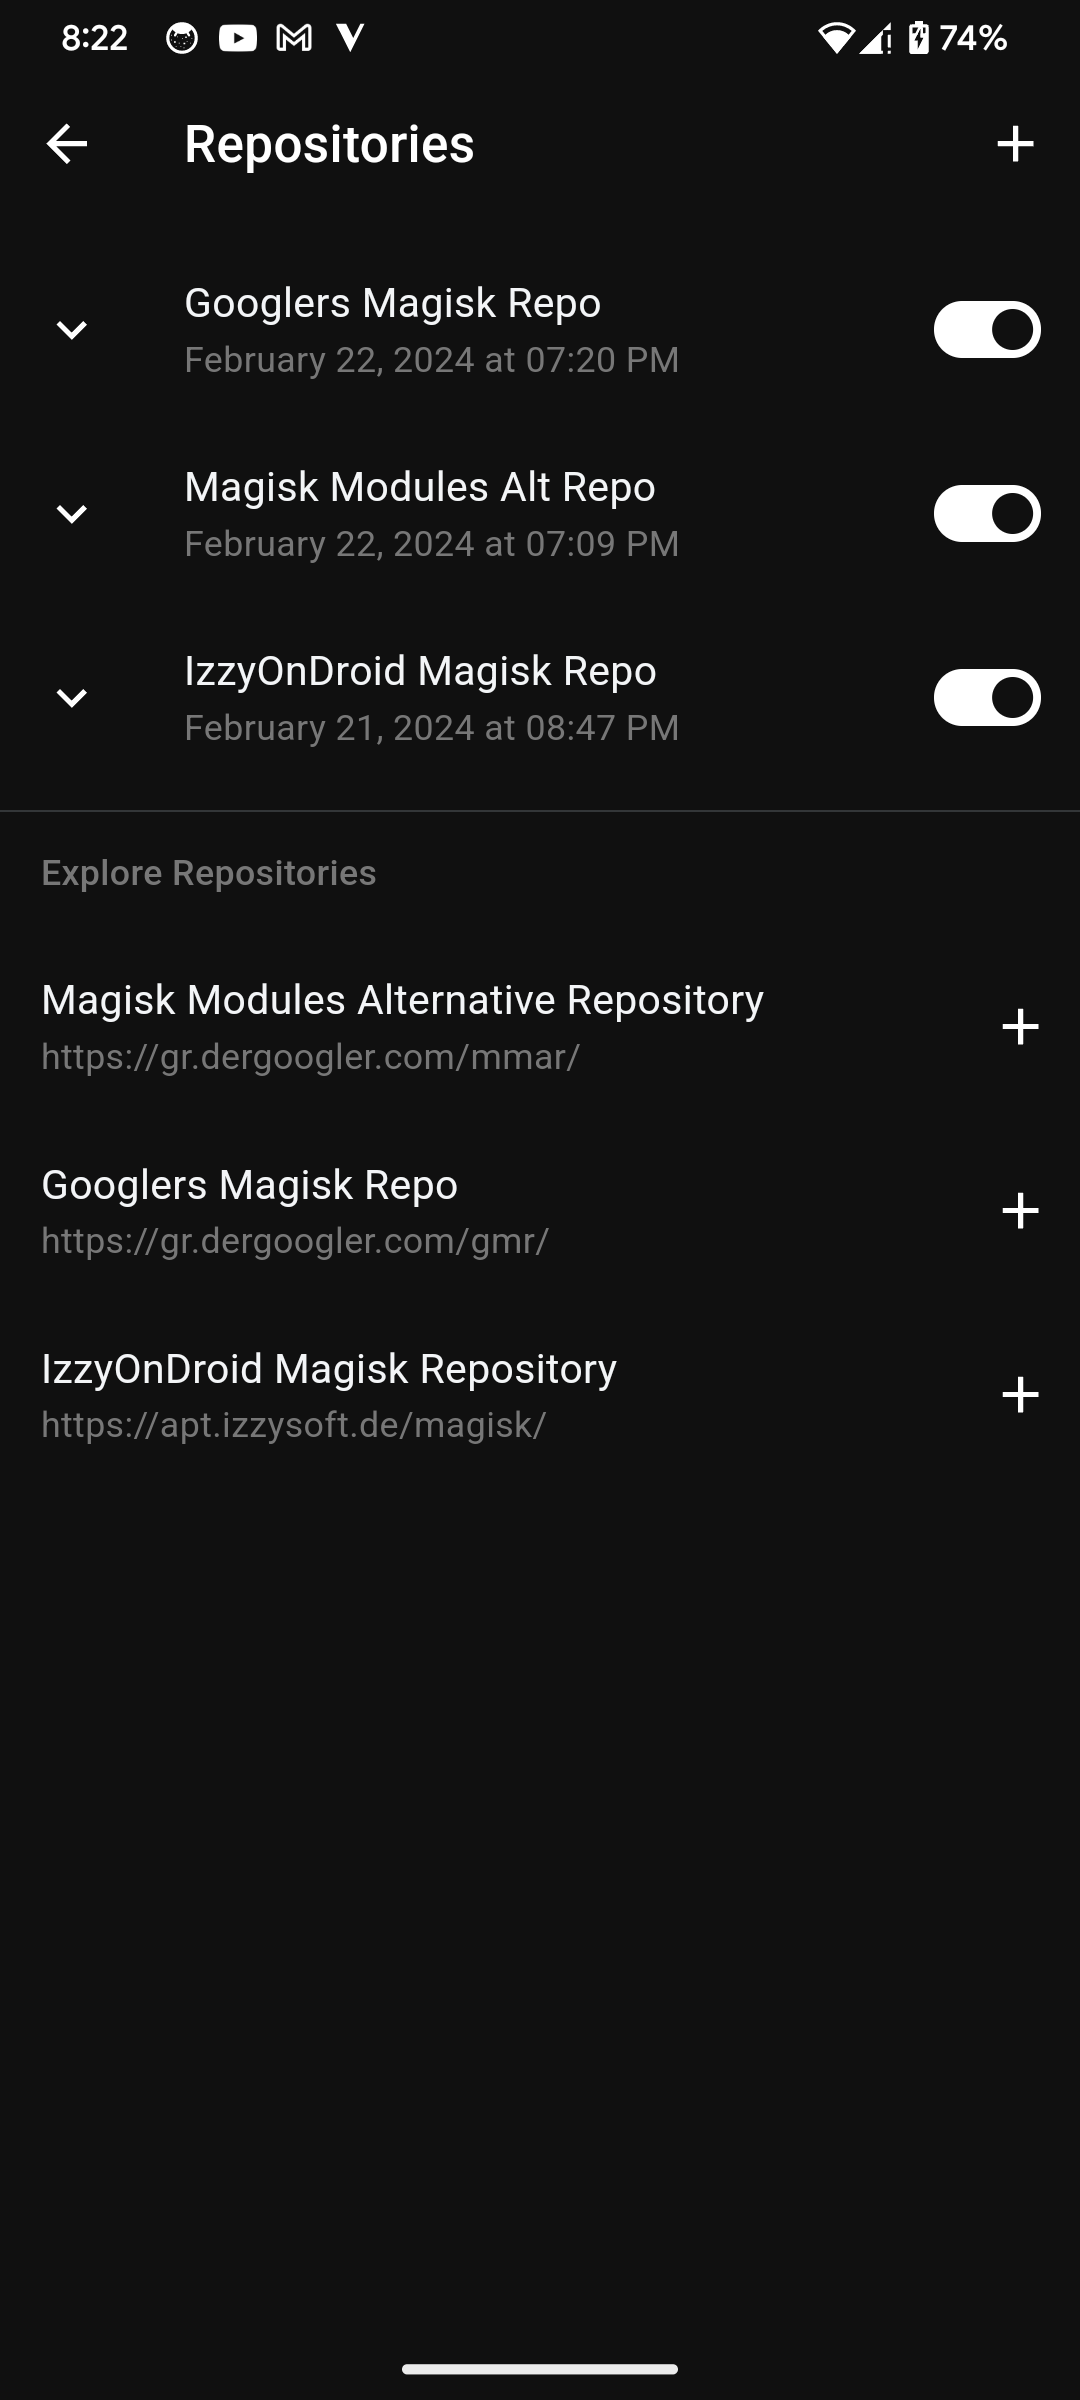 8:22
74%
Repositories
Googlers Magisk Repo
February 22, 2024 at 07:20 PM
Magisk Modules Alt Repo
February 22, 2024 at 07:09 PM
IzzyOnDroid Magisk Repo
February 21, 2024 at 08:47 PM
Explore Repositories
Magisk Modules Alternative Repository
https://gr.dergoogler.com/mmar/
Googlers Magisk Repo
https://gr.dergoogler.com/gmr/
IzzyOnDroid Magisk Repository
https://apt.izzysoft.de/magisk/